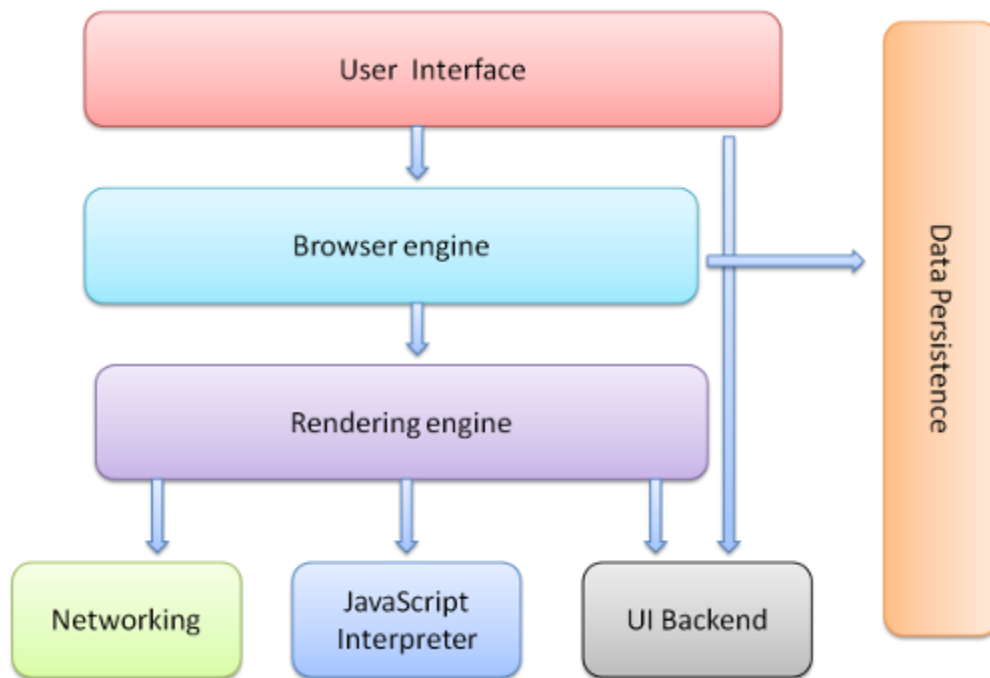 User Interface
Browser engine
Data Persistence
Rendering engine
Networking
JavaScript
Interpreter
UI Backend